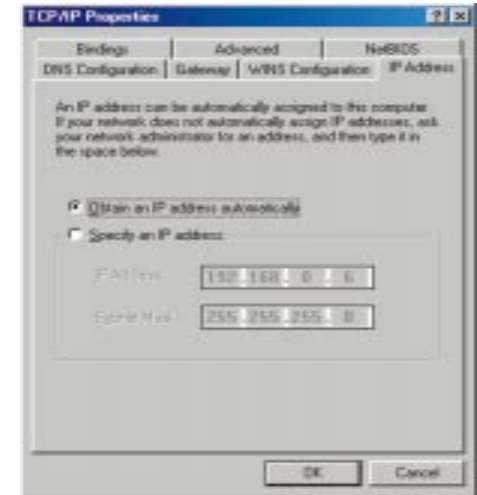 TCP/IP Properties
Bindings Advanced NetBIOS
DNS Configuration Gateway WINS Configuration IP Address
An IP address can be automatically assigned to this computer.
If your network does not automatically assign IP addresses, ask
your network administrator for an address, and then type it in
the space below.
Obtain an IP address automatically
Specify an IP address:
IP Address: 192 . 168 . 0 . 6
Subnet Mask: 255 . 255 . 255 . 0
OK Cancel